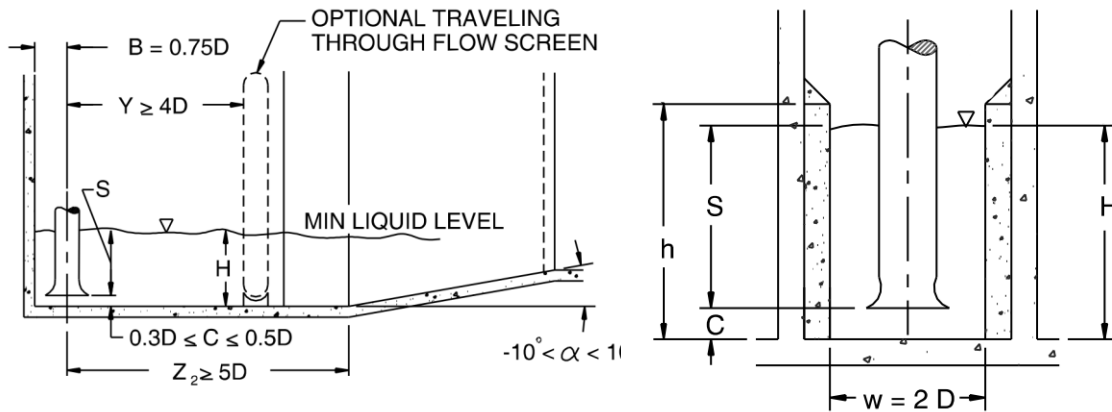 OPTIONAL TRAVELING
THROUGH FLOW SCREEN
B = 0.75D
Y ≥ 4D
S
MIN LIQUID LEVEL
H
0.3D ≤ C ≤ 0.5D
Z₂ ≥ 5D
-10° < α < 1
h
S
C
H
w = 2 D